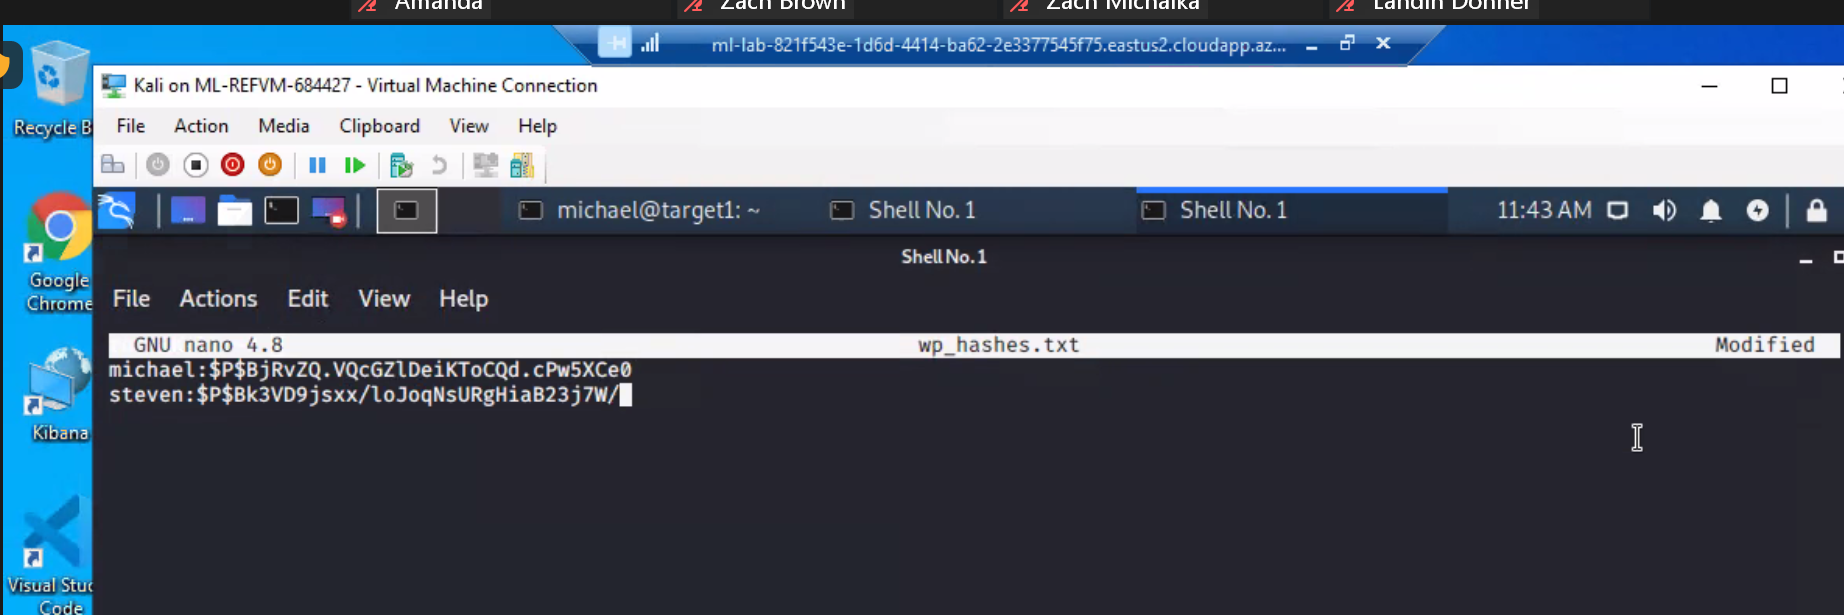 Amanda
Zach Brown
Zach Michalka
Landin Donner
ml-lab-821f543e-1d6d-4414-ba62-2e3377545f75.eastus2.cloudapp.az...
Recycle B
Kali on ML-REFVM-684427 - Virtual Machine Connection
File Action Media Clipboard View Help
michael@target1: ~
Shell No. 1
Shell No. 1
11:43 AM
Shell No. 1
Google
Chrome
File Actions Edit View Help
GNU nano 4.8 wp_hashes.txt Modified
michael:$P$BjRvZQ.VQcGZlDeiKToCQd.cPw5XCe0
steven:$P$Bk3VD9jsxx/loJoqNsURgHiaB23j7W/
Kibana
Visual Stud
Code